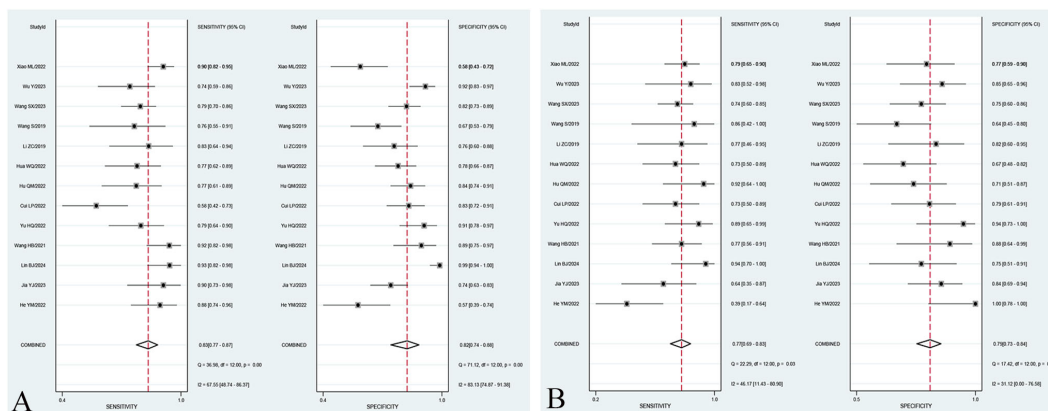 StudyId SENSITIVITY (95% CI)
Xiao ML/2022 0.90 [0.82 - 0.95]
Wu Y/2023 0.74 [0.59 - 0.86]
Wang SX/2023 0.79 [0.70 - 0.86]
Wang S/2019 0.76 [0.55 - 0.91]
Li ZC/2019 0.83 [0.64 - 0.94]
Hua WQ/2022 0.77 [0.62 - 0.89]
Hu QM/2022 0.77 [0.61 - 0.89]
Cui LP/2022 0.58 [0.42 - 0.73]
Yu HQ/2022 0.79 [0.64 - 0.90]
Wang HB/2021 0.92 [0.82 - 0.98]
Lin BJ/2024 0.93 [0.82 - 0.98]
Jia YJ/2023 0.90 [0.73 - 0.98]
He YM/2022 0.88 [0.74 - 0.96]
COMBINED 0.83[0.77 - 0.87]
Q = 36.98, df = 12.00, p = 0.00
I2 = 67.55 [48.74 - 86.37]
0.4 1.0
SENSITIVITY
StudyId SPECIFICITY (95% CI)
Xiao ML/2022 0.58 [0.43 - 0.72]
Wu Y/2023 0.92 [0.83 - 0.97]
Wang SX/2023 0.82 [0.73 - 0.89]
Wang S/2019 0.67 [0.53 - 0.79]
Li ZC/2019 0.76 [0.60 - 0.88]
Hua WQ/2022 0.78 [0.66 - 0.87]
Hu QM/2022 0.84 [0.74 - 0.91]
Cui LP/2022 0.83 [0.72 - 0.91]
Yu HQ/2022 0.91 [0.78 - 0.97]
Wang HB/2021 0.89 [0.75 - 0.97]
Lin BJ/2024 0.99 [0.94 - 1.00]
Jia YJ/2023 0.74 [0.63 - 0.83]
He YM/2022 0.57 [0.39 - 0.74]
COMBINED 0.82[0.74 - 0.88]
Q = 71.12, df = 12.00, p = 0.00
I2 = 83.13 [74.87 - 91.38]
0.4 1.0
SPECIFICITY
A
StudyId SENSITIVITY (95% CI)
Xiao ML/2022 0.79 [0.65 - 0.90]
Wu Y/2023 0.83 [0.52 - 0.98]
Wang SX/2023 0.74 [0.60 - 0.85]
Wang S/2019 0.86 [0.42 - 1.00]
Li ZC/2019 0.77 [0.46 - 0.95]
Hua WQ/2022 0.73 [0.50 - 0.89]
Hu QM/2022 0.92 [0.64 - 1.00]
Cui LP/2022 0.73 [0.50 - 0.89]
Yu HQ/2022 0.89 [0.65 - 0.99]
Wang HB/2021 0.77 [0.56 - 0.91]
Lin BJ/2024 0.94 [0.70 - 1.00]
Jia YJ/2023 0.64 [0.35 - 0.87]
He YM/2022 0.39 [0.17 - 0.64]
COMBINED 0.77[0.69 - 0.83]
Q = 22.29, df = 12.00, p = 0.03
I2 = 46.17 [11.43 - 80.90]
0.2 1.0
SENSITIVITY
StudyId SPECIFICITY (95% CI)
Xiao ML/2022 0.77 [0.59 - 0.90]
Wu Y/2023 0.85 [0.65 - 0.96]
Wang SX/2023 0.75 [0.60 - 0.86]
Wang S/2019 0.64 [0.45 - 0.80]
Li ZC/2019 0.82 [0.60 - 0.95]
Hua WQ/2022 0.67 [0.48 - 0.82]
Hu QM/2022 0.71 [0.51 - 0.87]
Cui LP/2022 0.79 [0.61 - 0.91]
Yu HQ/2022 0.94 [0.73 - 1.00]
Wang HB/2021 0.88 [0.64 - 0.99]
Lin BJ/2024 0.75 [0.51 - 0.91]
Jia YJ/2023 0.84 [0.69 - 0.94]
He YM/2022 1.00 [0.78 - 1.00]
COMBINED 0.79[0.73 - 0.84]
Q = 17.42, df = 12.00, p =
I2 = 31.12 [0.00 - 76.58]
0.5 1.0
SPECIFICITY
B